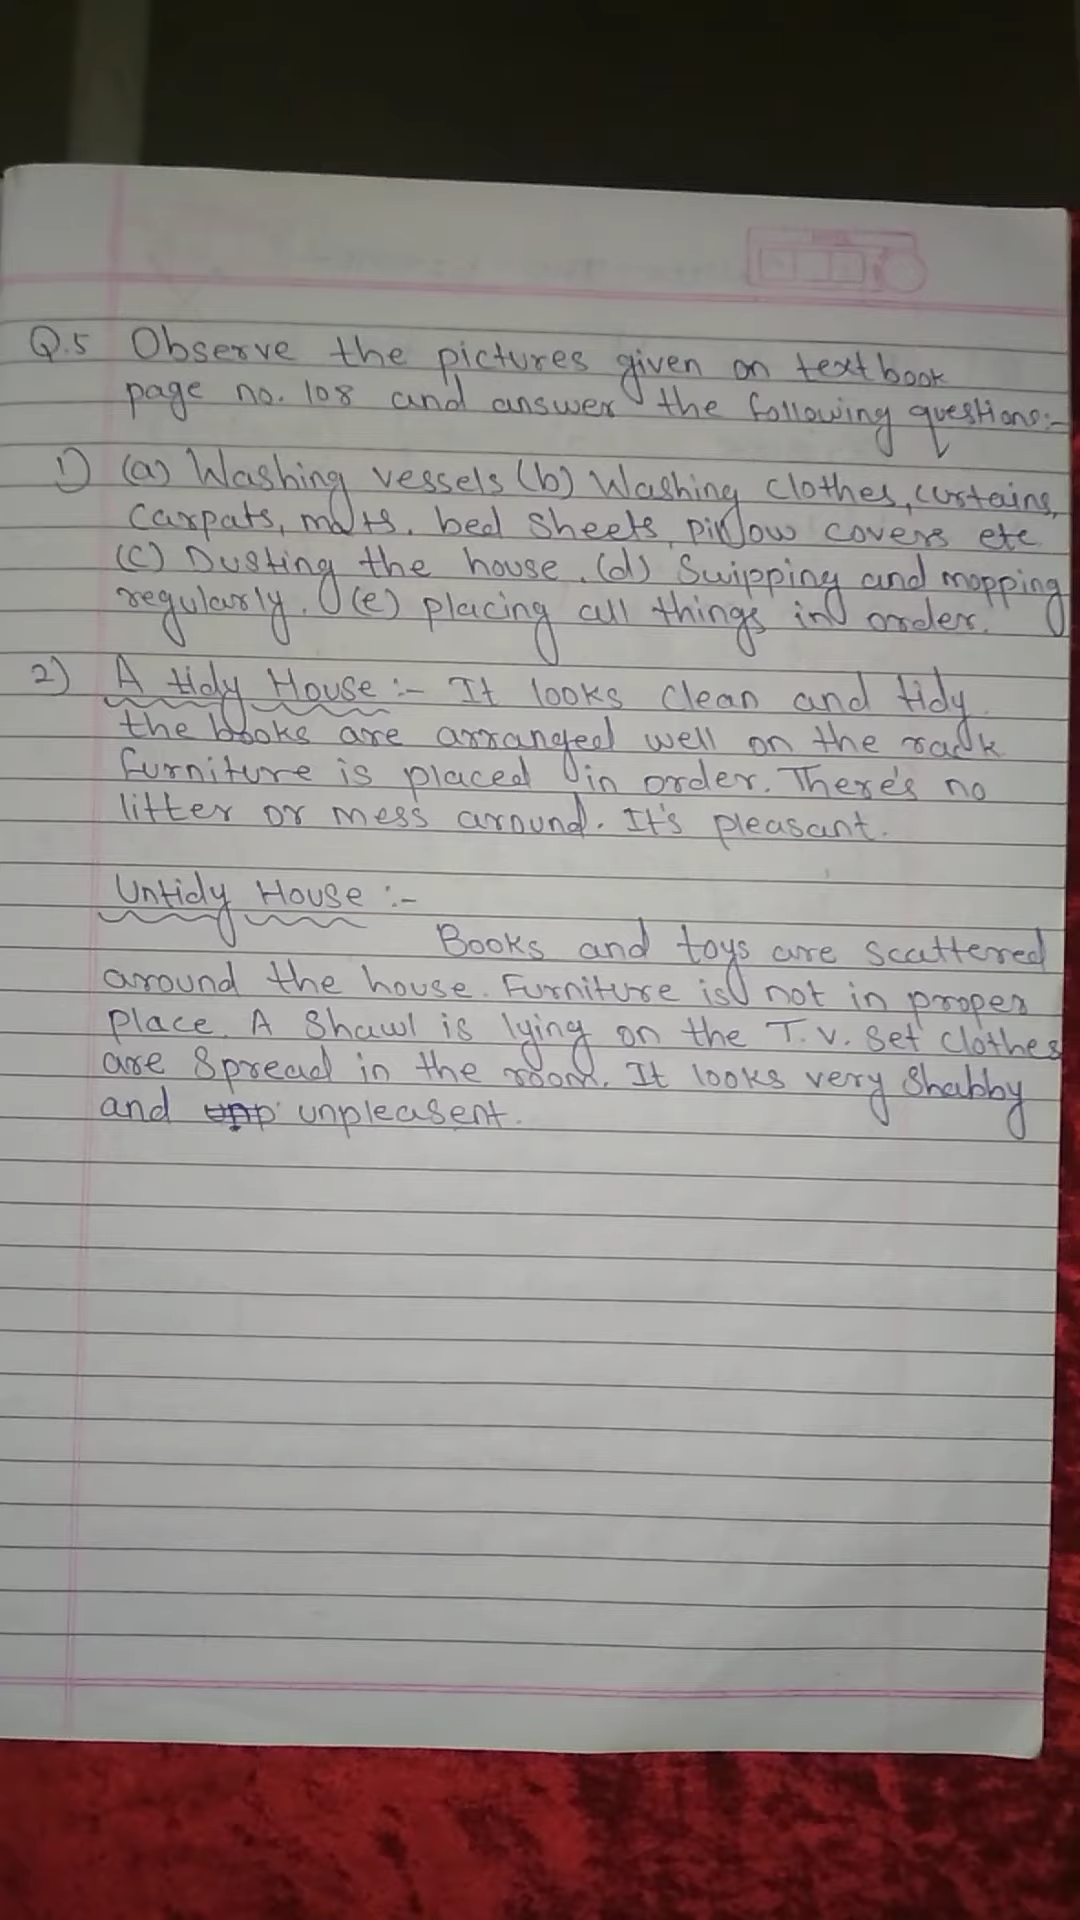 Q.5 Observe the pictures given on textbook
page no. 108 and answer the following questions:-
1) (a) Washing vessels (b) Washing clothes, curtains,
Carpats, mats, bed sheets, pillow covers etc
(c) Dusting the house. (d) Swipping and mopping
regularly. (e) placing all things in order.
2) A tidy House :- It looks clean and tidy.
the books are arranged well on the rack
furniture is placed in order. There's no
litter or mess around. It's pleasant.
Untidy House :-
Books and toys are scattered
around the house. Furniture is not in proper
place. A Shawl is lying on the T.V. set clothes
are Spread in the room. It looks very Shabby
and unpleasent.